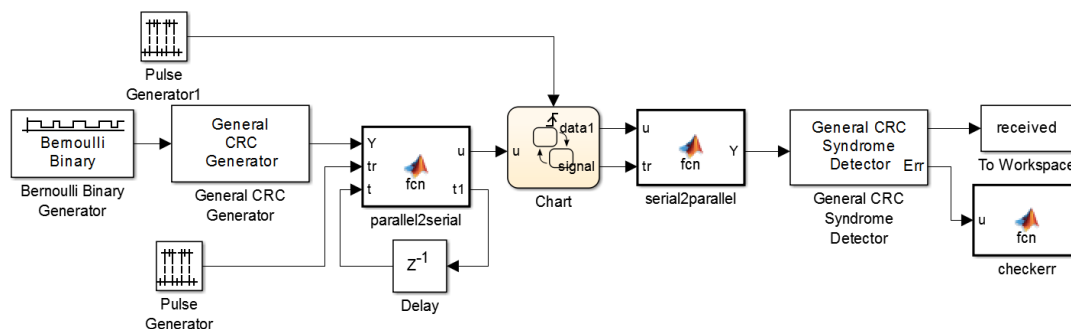 Pulse
Generator1
Bernoulli
Binary
Bernoulli Binary
Generator
General
CRC
Generator
General CRC
Generator
Pulse
Generator
Y
tr
t
fcn
u
t1
parallel2serial
Z-1
Delay
u
data1
signal
Chart
u
tr
fcn
Y
serial2parallel
General CRC
Syndrome
Detector
Err
General CRC
Syndrome
Detector
received
To Workspace
u
fcn
checkerr